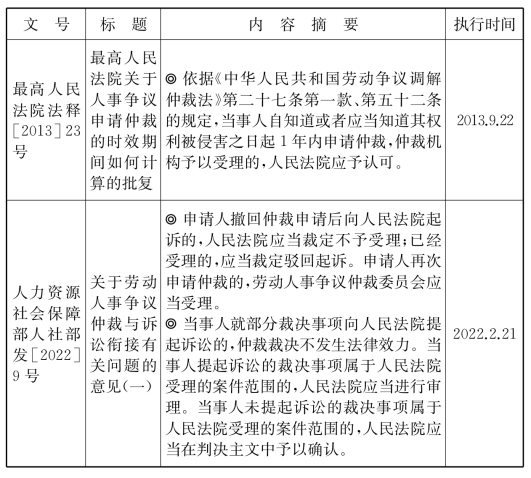 文 号
标 题
内 容 摘 要
执行时间
最高人民
法院法释
[2013]23
号
最高人民
法院关于
人事争议
申请仲裁
的时效期
间如何计
算的批复
◎ 依据《中华人民共和国劳动争议调解
仲裁法》第二十七条第一款、第五十二条
的规定,当事人自知道或者应当知道其权
利被侵害之日起1年内申请仲裁,仲裁机
构予以受理的,人民法院应予认可。
2013.9.22
人力资源
社会保障
部人社部
发[2022]
9号
关于劳动
人事争议
仲裁与诉
讼衔接有
关问题的
意见(一)
◎ 申请人撤回仲裁申请后向人民法院起
诉的,人民法院应当裁定不予受理;已经
受理的,应当裁定驳回起诉。申请人再次
申请仲裁的,劳动人事争议仲裁委员会应
当受理。
◎ 当事人就部分裁决事项向人民法院提
起诉讼的,仲裁裁决不发生法律效力。当
事人提起诉讼的裁决事项属于人民法院
受理的案件范围的,人民法院应当进行审
理。当事人未提起诉讼的裁决事项属于
人民法院受理的案件范围的,人民法院应
当在判决主文中予以确认。
2022.2.21